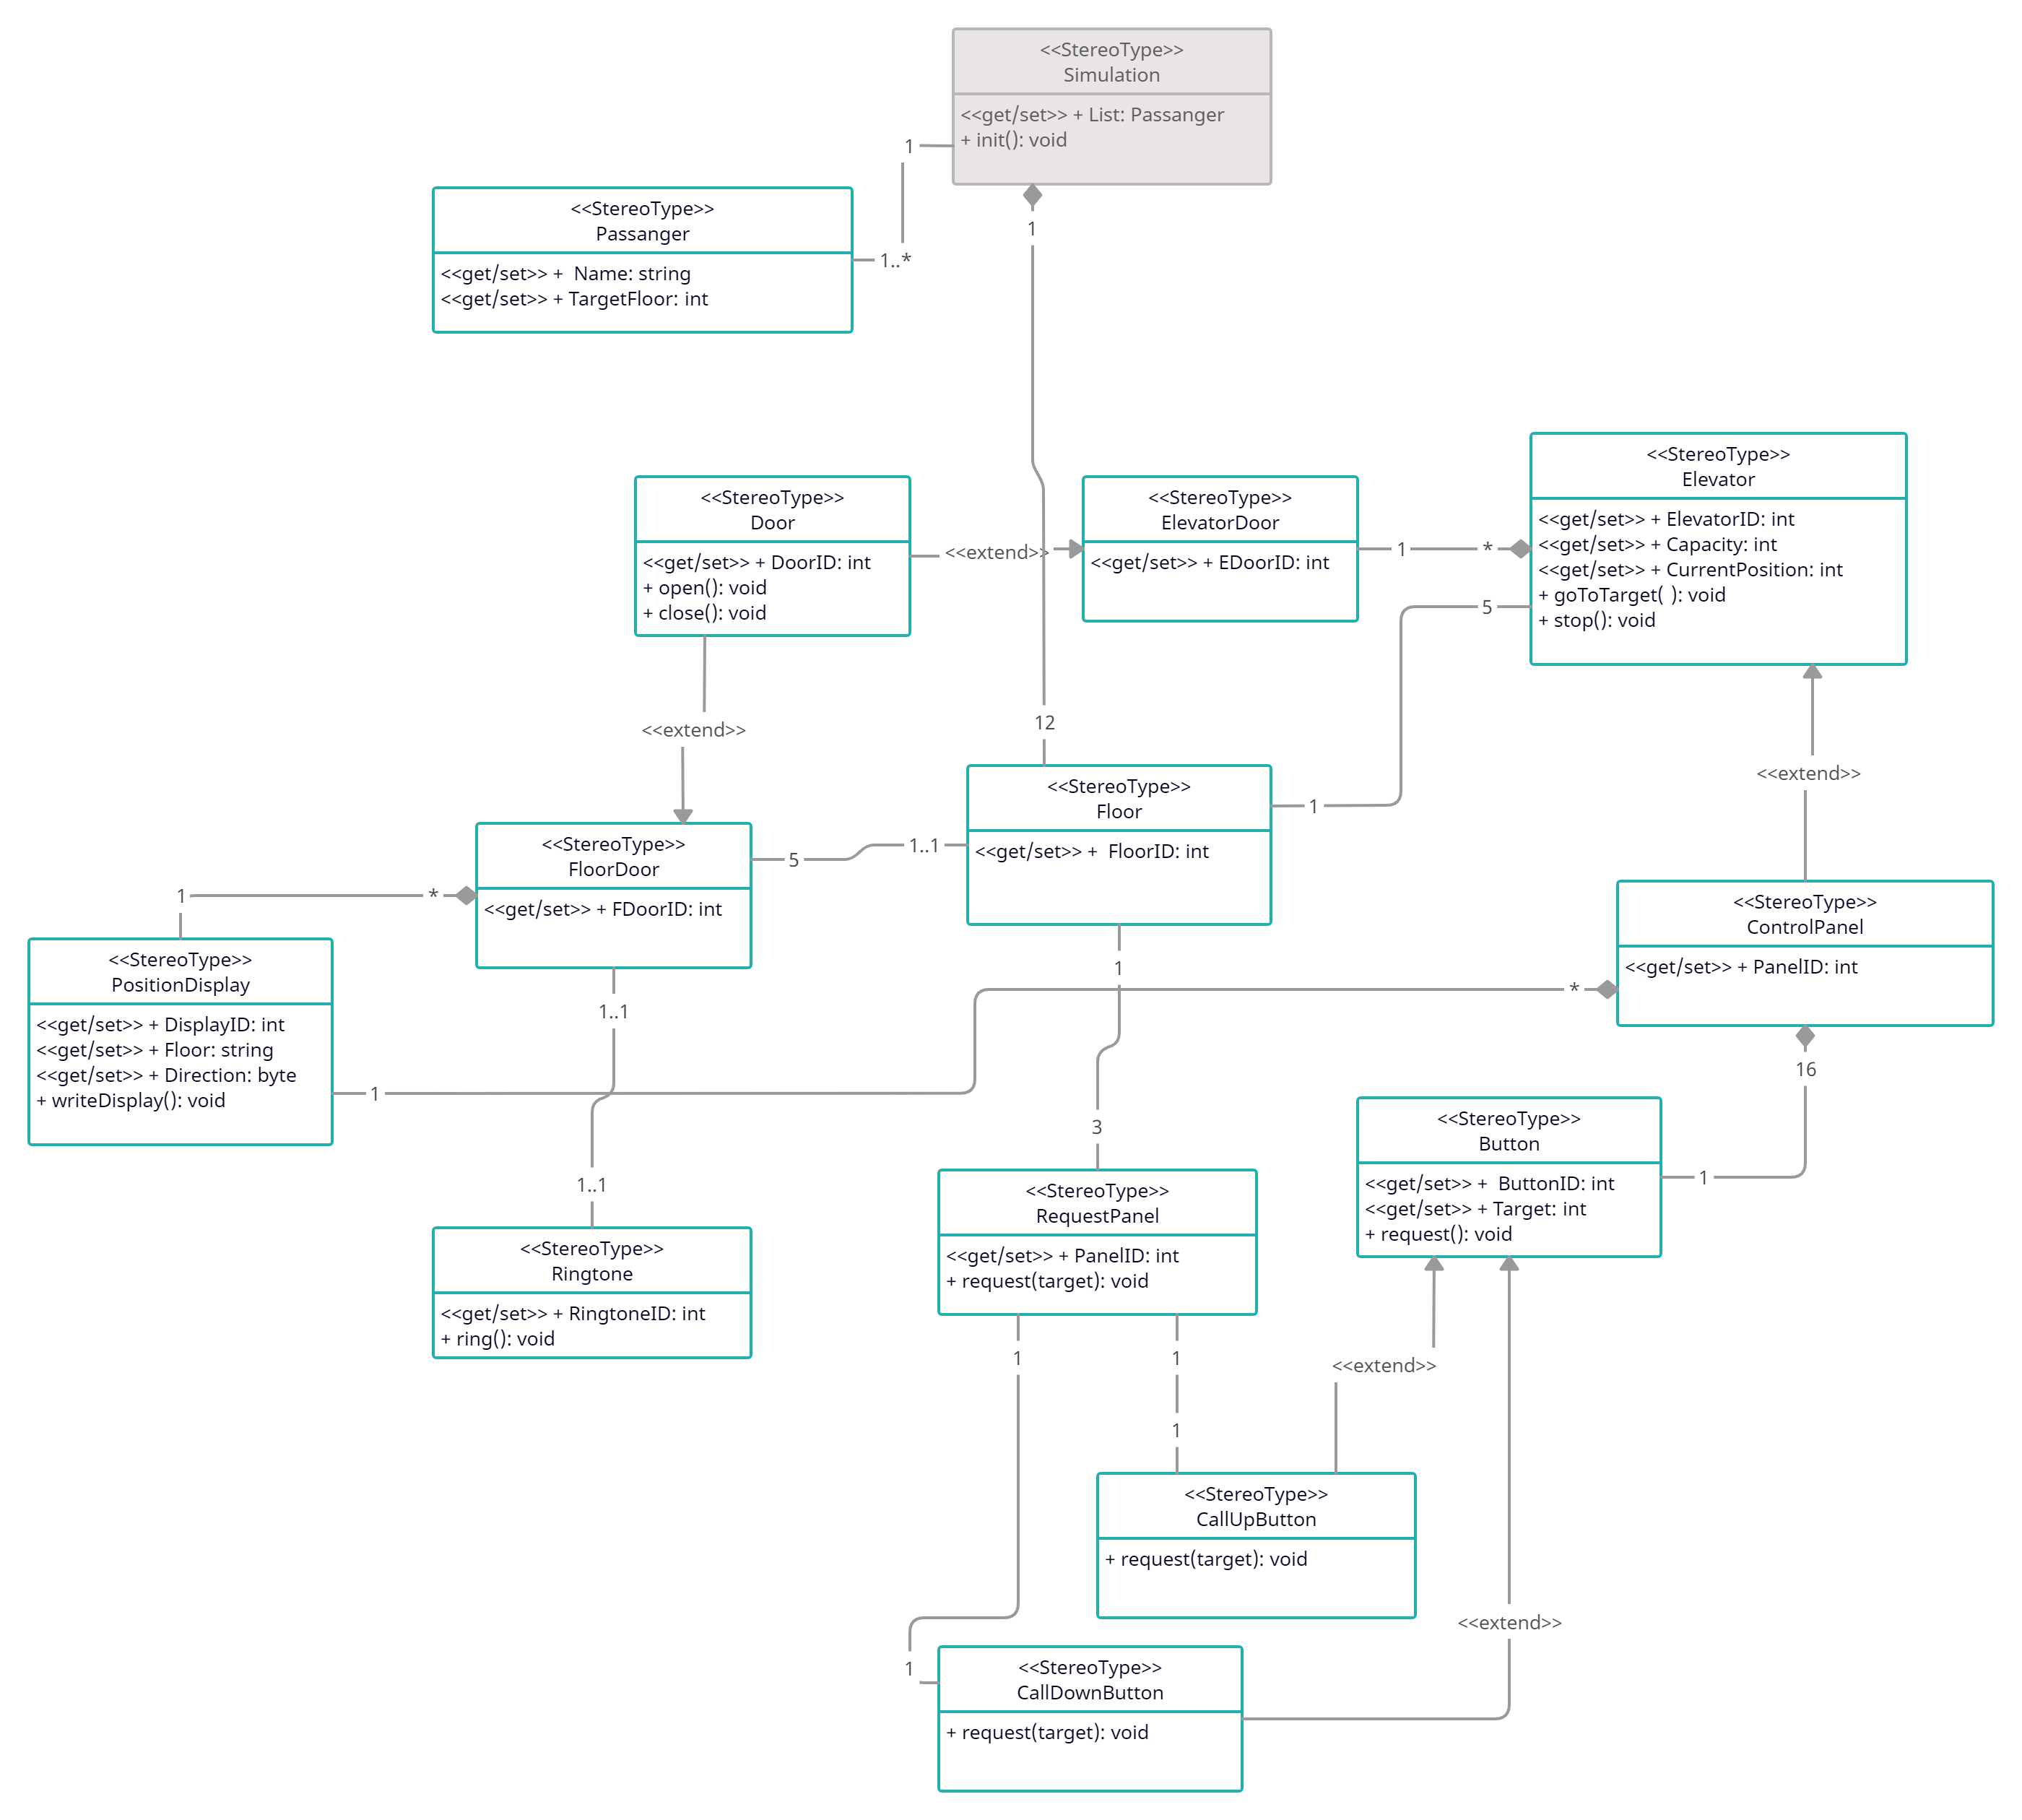 <<StereoType>>
Simulation
<<get/set>> + List: Passanger
+ init(): void
1
1
<<StereoType>>
Passanger
<<get/set>> +  Name: string
<<get/set>> + TargetFloor: int
1..*
<<StereoType>>
Elevator
<<get/set>> + ElevatorID: int
<<get/set>> + Capacity: int
<<get/set>> + CurrentPosition: int
+ goToTarget( ): void
+ stop(): void
<<StereoType>>
Door
<<get/set>> + DoorID: int
+ open(): void
+ close(): void
<<extend>>
<<StereoType>>
ElevatorDoor
<<get/set>> + EDoorID: int
1
*
5
<<extend>>
12
<<extend>>
<<StereoType>>
Floor
<<get/set>> +  FloorID: int
1
<<StereoType>>
FloorDoor
<<get/set>> + FDoorID: int
5
1..1
1
*
<<StereoType>>
ControlPanel
<<get/set>> + PanelID: int
<<StereoType>>
PositionDisplay
<<get/set>> + DisplayID: int
<<get/set>> + Floor: string
<<get/set>> + Direction: byte
+ writeDisplay(): void
1..1
1
*
1
16
3
<<StereoType>>
Button
<<get/set>> +  ButtonID: int
<<get/set>> + Target: int
+ request(): void
1
1..1
<<StereoType>>
RequestPanel
<<get/set>> + PanelID: int
+ request(target): void
<<StereoType>>
Ringtone
<<get/set>> + RingtoneID: int
+ ring(): void
1
1
<<extend>>
1
<<StereoType>>
CallUpButton
+ request(target): void
<<extend>>
1
<<StereoType>>
CallDownButton
+ request(target): void